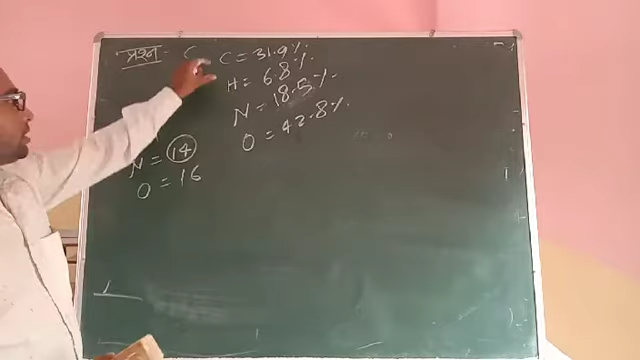 प्रश्न - C C = 31.9%
H = 6.8%
N = 18.5%
O = 42.8%
N = 14
O = 16